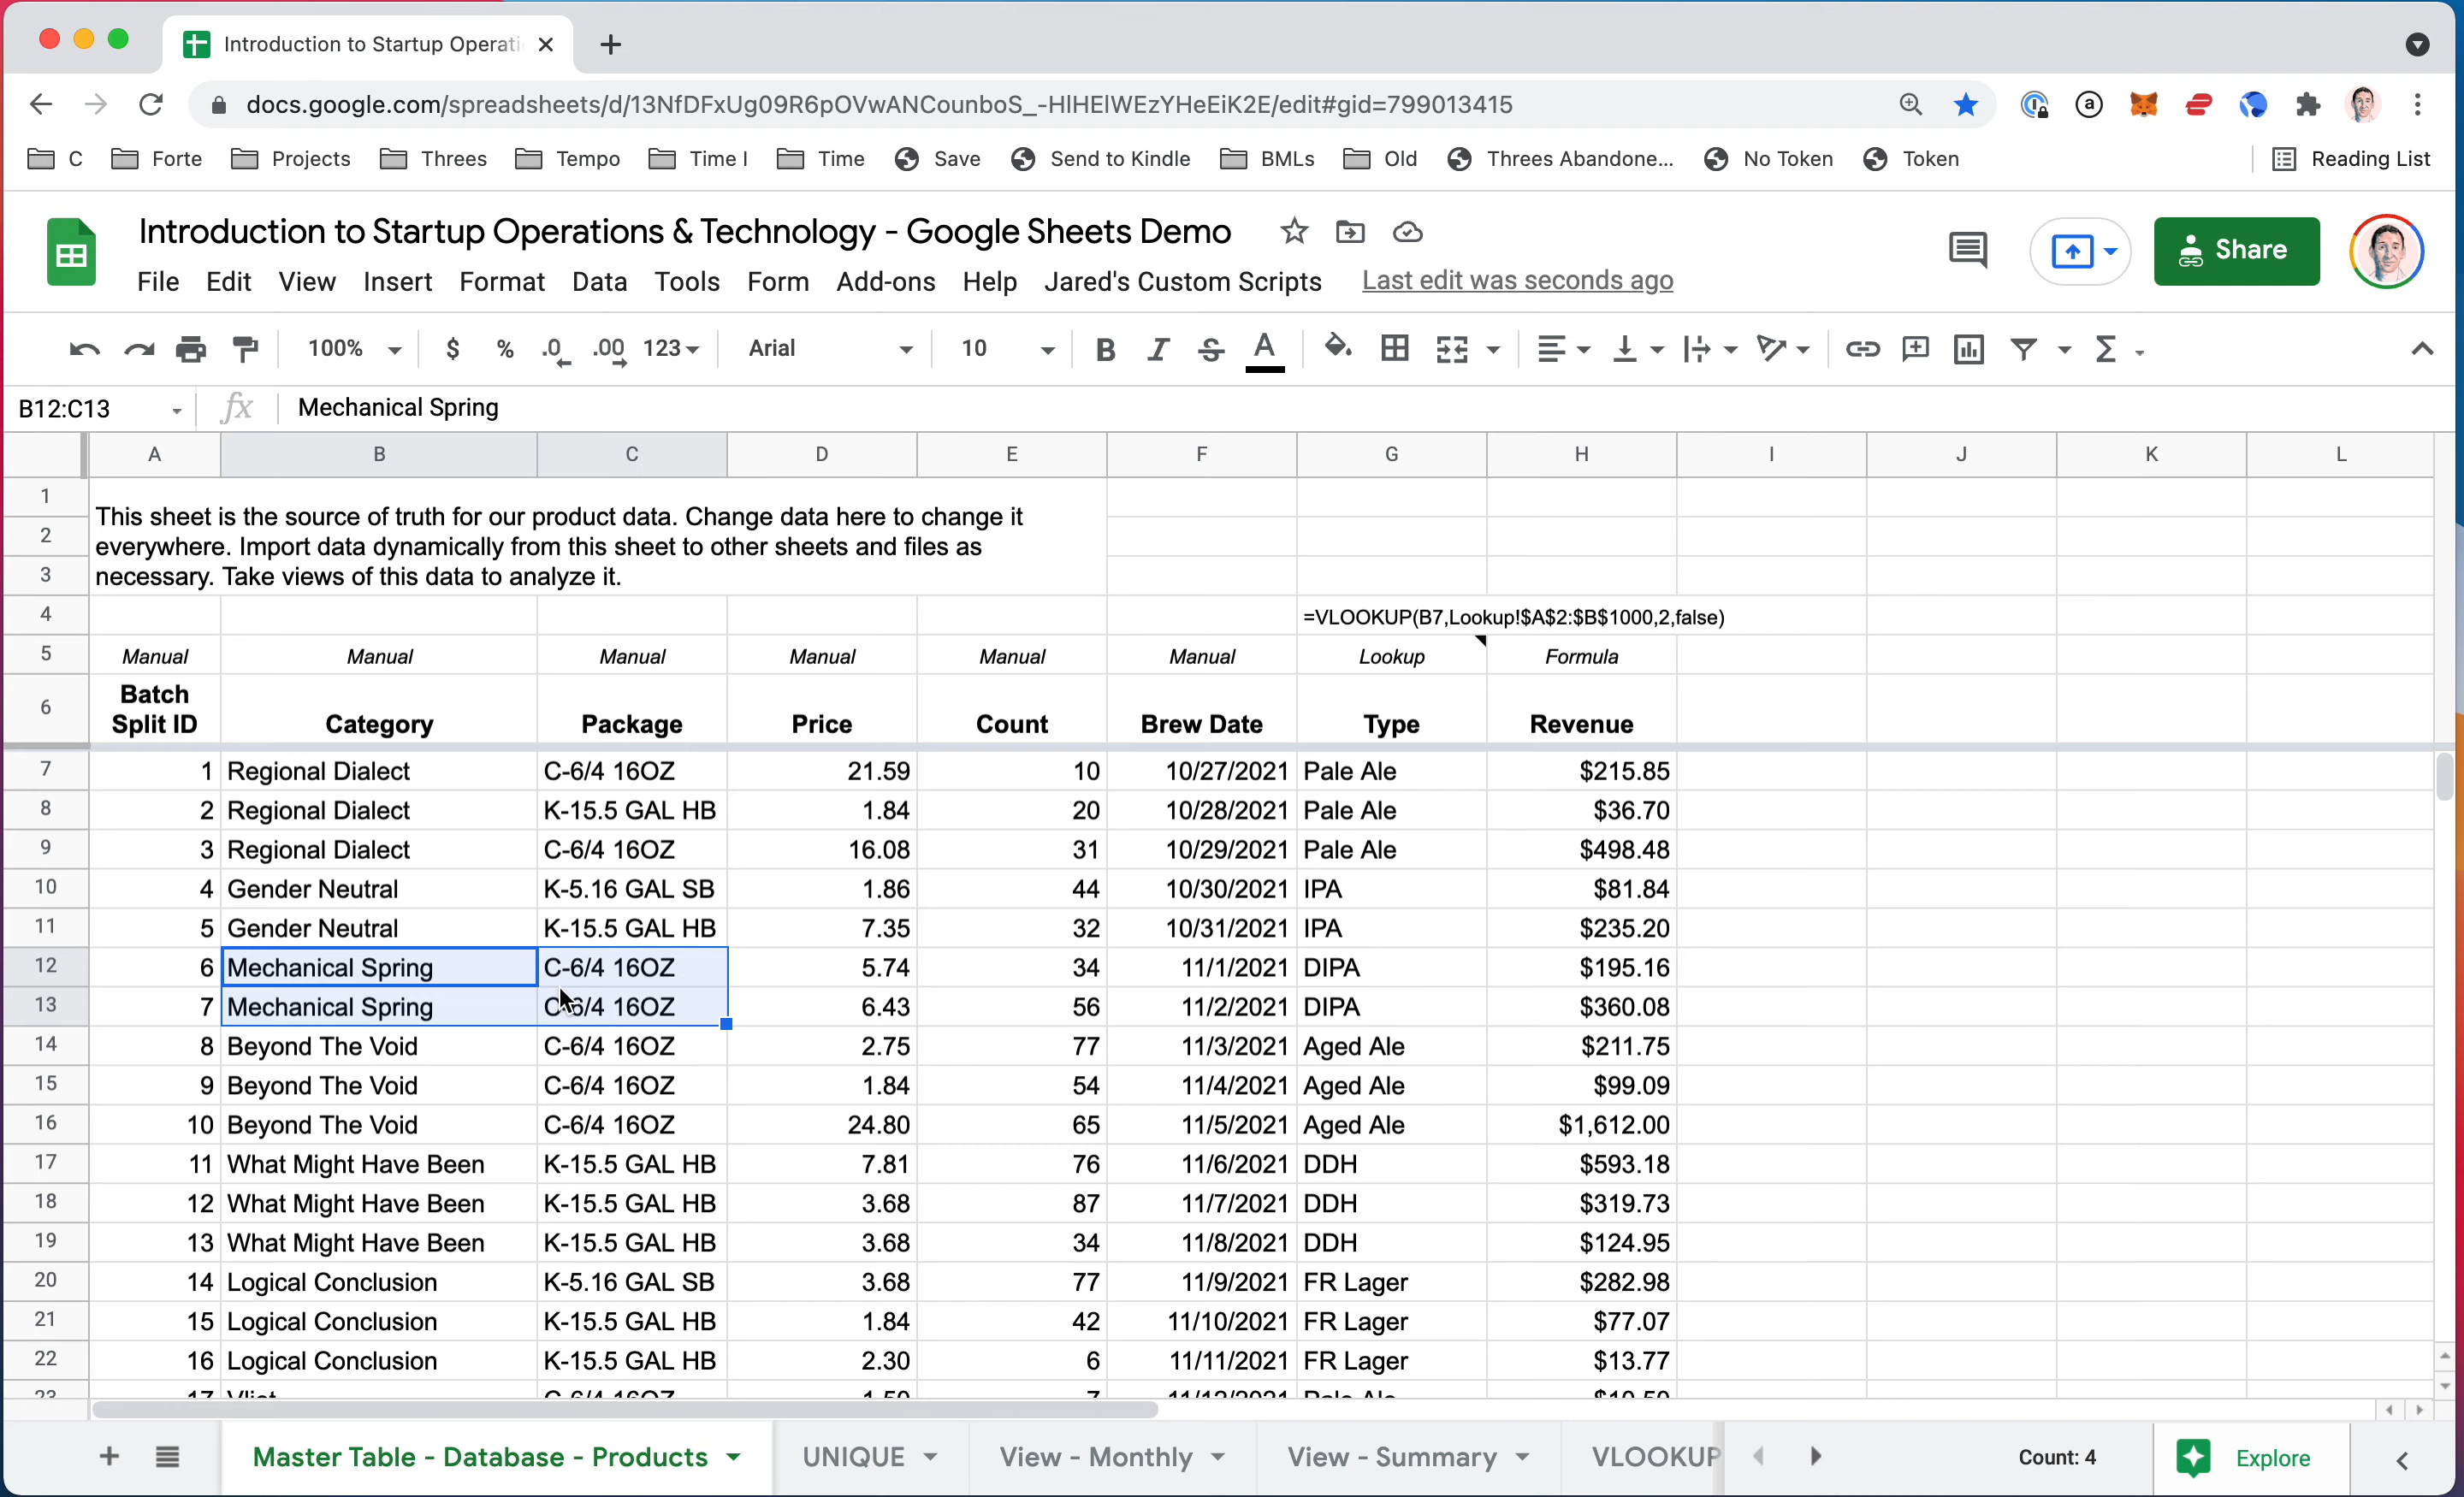 Introduction to Startup Operati
docs.google.com/spreadsheets/d/13NfDFxUg09R6pOVwANCounboS_-HlHElWEzYHeEiK2E/edit#gid=799013415
C Forte Projects Threes Tempo Time I Time Save Send to Kindle BMLs Old Threes Abandone... No Token Token Reading List
Introduction to Startup Operations & Technology - Google Sheets Demo
Share
File Edit View Insert Format Data Tools Form Add-ons Help Jared's Custom Scripts Last edit was seconds ago
100% $ % .0 .00 123 Arial 10 B I S A
B12:C13 fx Mechanical Spring
A B C D E F G H I J K L
1
This sheet is the source of truth for our product data. Change data here to change it
2
everywhere. Import data dynamically from this sheet to other sheets and files as
3
necessary. Take views of this data to analyze it.
4 =VLOOKUP(B7,Lookup!$A$2:$B$1000,2,false)
5 Manual Manual Manual Manual Manual Manual Lookup Formula
6 Batch Split ID Category Package Price Count Brew Date Type Revenue
7 1 Regional Dialect C-6/4 16OZ 21.59 10 10/27/2021 Pale Ale $215.85
8 2 Regional Dialect K-15.5 GAL HB 1.84 20 10/28/2021 Pale Ale $36.70
9 3 Regional Dialect C-6/4 16OZ 16.08 31 10/29/2021 Pale Ale $498.48
10 4 Gender Neutral K-5.16 GAL SB 1.86 44 10/30/2021 IPA $81.84
11 5 Gender Neutral K-15.5 GAL HB 7.35 32 10/31/2021 IPA $235.20
12 6 Mechanical Spring C-6/4 16OZ 5.74 34 11/1/2021 DIPA $195.16
13 7 Mechanical Spring C-6/4 16OZ 6.43 56 11/2/2021 DIPA $360.08
14 8 Beyond The Void C-6/4 16OZ 2.75 77 11/3/2021 Aged Ale $211.75
15 9 Beyond The Void C-6/4 16OZ 1.84 54 11/4/2021 Aged Ale $99.09
16 10 Beyond The Void C-6/4 16OZ 24.80 65 11/5/2021 Aged Ale $1,612.00
17 11 What Might Have Been K-15.5 GAL HB 7.81 76 11/6/2021 DDH $593.18
18 12 What Might Have Been K-15.5 GAL HB 3.68 87 11/7/2021 DDH $319.73
19 13 What Might Have Been K-15.5 GAL HB 3.68 34 11/8/2021 DDH $124.95
20 14 Logical Conclusion K-5.16 GAL SB 3.68 77 11/9/2021 FR Lager $282.98
21 15 Logical Conclusion K-15.5 GAL HB 1.84 42 11/10/2021 FR Lager $77.07
22 16 Logical Conclusion K-15.5 GAL HB 2.30 6 11/11/2021 FR Lager $13.77
Master Table - Database - Products UNIQUE View - Monthly View - Summary VLOOKUP Count: 4 Explore